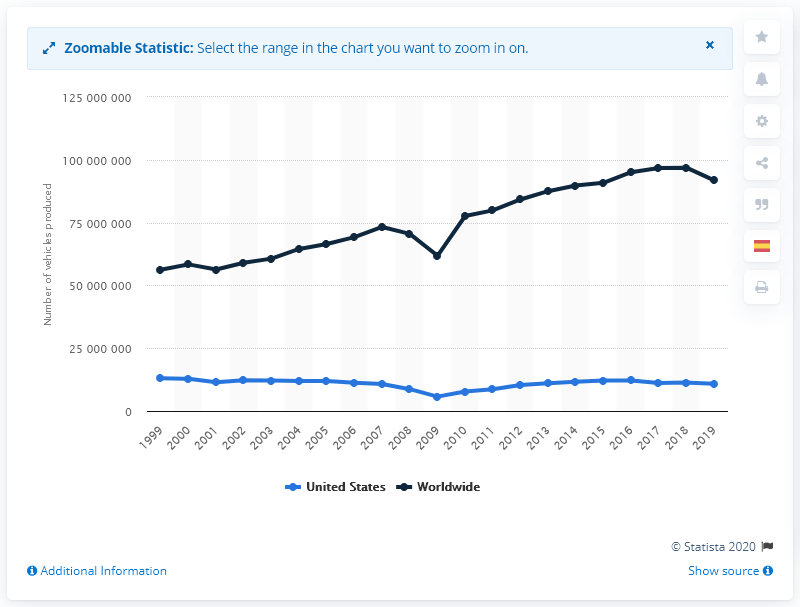 Zoomable Statistic: Select the range in the chart you want to zoom in on.
Number of vehicles produced
125 000 000
100 000 000
75 000 000
50 000 000
25 000 000
0
1999 2000 2001 2002 2003 2004 2005 2006 2007 2008 2009 2010 2011 2012 2013 2014 2015 2016 2017 2018 2019
United States Worldwide
© Statista 2020
Additional Information Show source